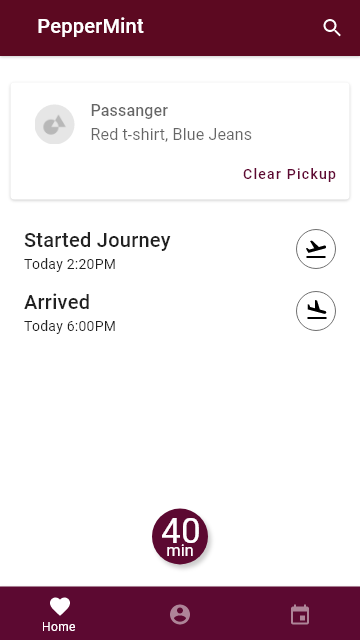 PepperMint
Passanger
Red t-shirt, Blue Jeans
Clear Pickup
Started Journey
Today 2:20PM
Arrived
Today 6:00PM
40
min
Home